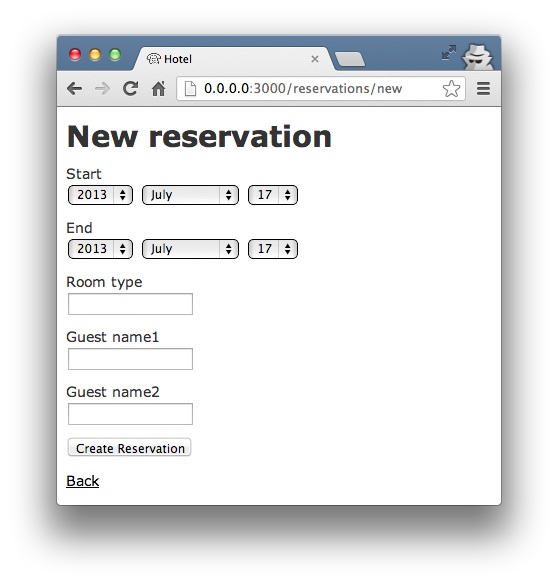 Hotel
0.0.0.0:3000/reservations/new
New reservation
Start
2013 July 17
End
2013 July 17
Room type
Guest name1
Guest name2
Create Reservation
Back